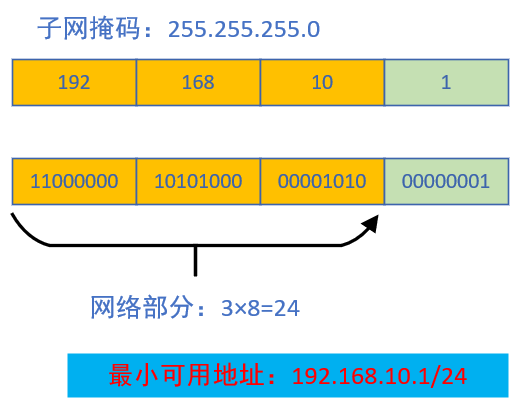 子网掩码：255.255.255.0
192 168 10 1
11000000 10101000 00001010 00000001
网络部分：3×8=24
最小可用地址：192.168.10.1/24